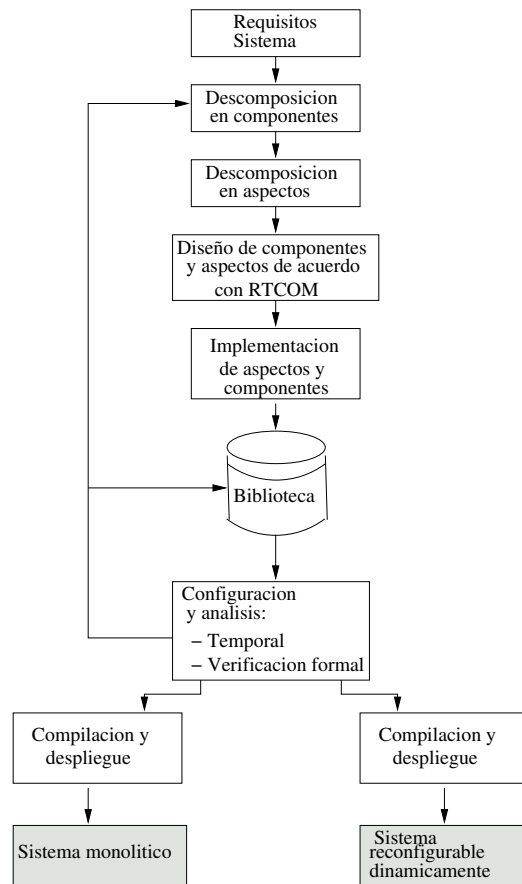 Requisitos
Sistema
Descomposicion
en componentes
Descomposicion
en aspectos
Diseño de componentes
y aspectos de acuerdo
con RTCOM
Implementacion
de aspectos y
componentes
Biblioteca
Configuracion
y analisis:
– Temporal
– Verificacion formal
Compilacion y
despliegue
Compilacion y
despliegue
Sistema monolitico
Sistema
reconfigurable
dinamicamente